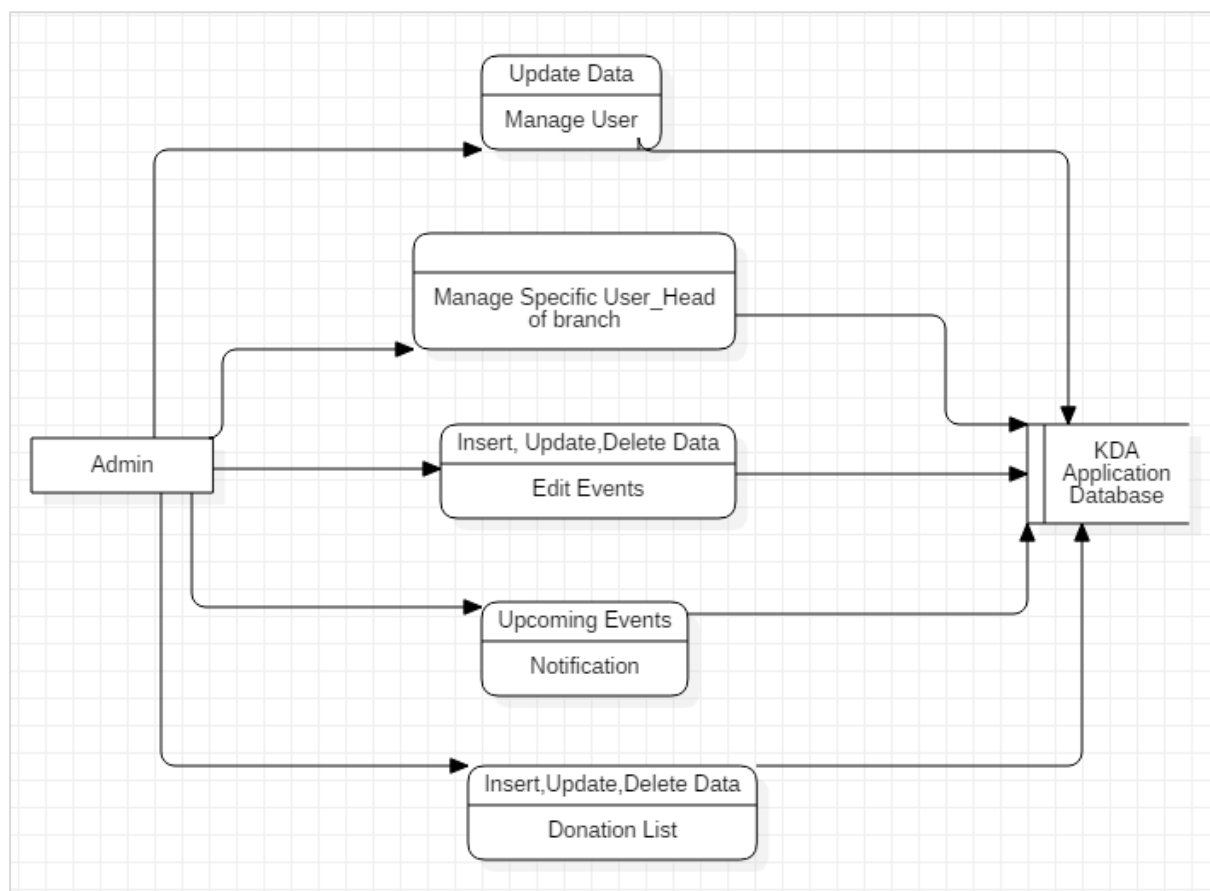 Update Data
Manage User
Manage Specific User_Head
of branch
Insert, Update,Delete Data
Edit Events
Admin
KDA
Application
Database
Upcoming Events
Notification
Insert,Update,Delete Data
Donation List